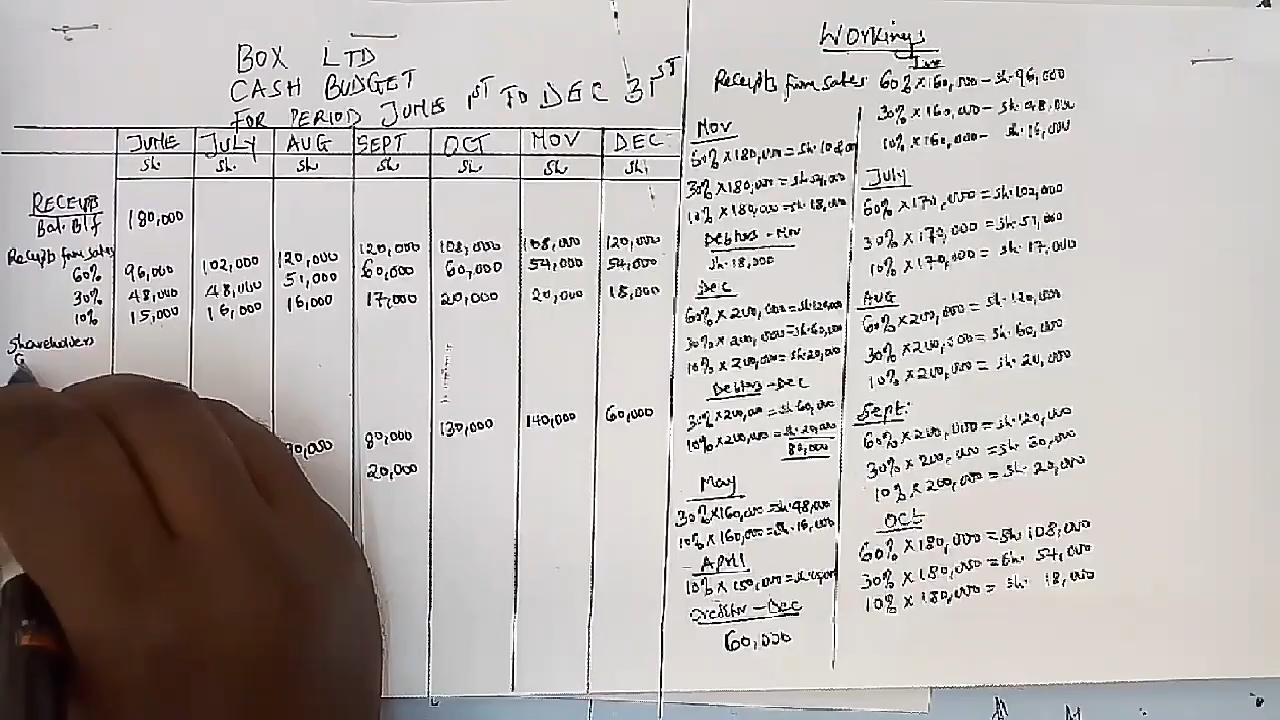 BOX LTD
CASH BUDGET
FOR PERIOD JUNE 1ST TO DEC 31ST
JUNE JULY AUG SEPT OCT NOV DEC
sh sh. sh sh sh sh sh.
RECEIPTS
Bal. B/f 180,000
Receipts from sales
60% 96,000 102,000 120,000 120,000 108,000 108,000 120,000
30% 48,000 48,000 51,000 60,000 60,000 54,000 54,000
10% 15,000 16,000 16,000 17,000 20,000 20,000 18,000
Shareholders
80,000 130,000 140,000 60,000
20,000
Workings
Nov
60% x 180,000 = sh 108,000
30% x 180,000 = sh 54,000
10% x 180,000 = sh 18,000
Debtors - Nov
sh. 18,000
Dec
60% x 200,000 = sh 120,000
30% x 200,000 = sh. 60,000
10% x 200,000 = sh 20,000
Debtors - Dec
30% x 200,000 = sh. 60,000
10% x 200,000 = sh. 20,000
80,000
May
30% x 160,000 = sh. 48,000
10% x 160,000 = sh. 16,000
April
10% x 150,000 = sh. 15,000
Creditor - Dec
60,000
June
Receipts from sales 60% x 160,000 - sh. 96,000
30% x 160,000 - sh. 48,000
10% x 160,000 - sh. 16,000
July
60% x 170,000 = sh. 102,000
30% x 170,000 = sh. 51,000
10% x 170,000 = sh. 17,000
AUG
60% x 200,000 = sh. 120,000
30% x 200,000 = sh. 60,000
10% x 200,000 = sh. 20,000
Sept:
60% x 200,000 = sh. 120,000
30% x 200,000 = sh. 60,000
10% x 200,000 = sh. 20,000
OCT
60% x 180,000 = sh. 108,000
30% x 180,000 = sh. 54,000
10% x 180,000 = sh. 18,000